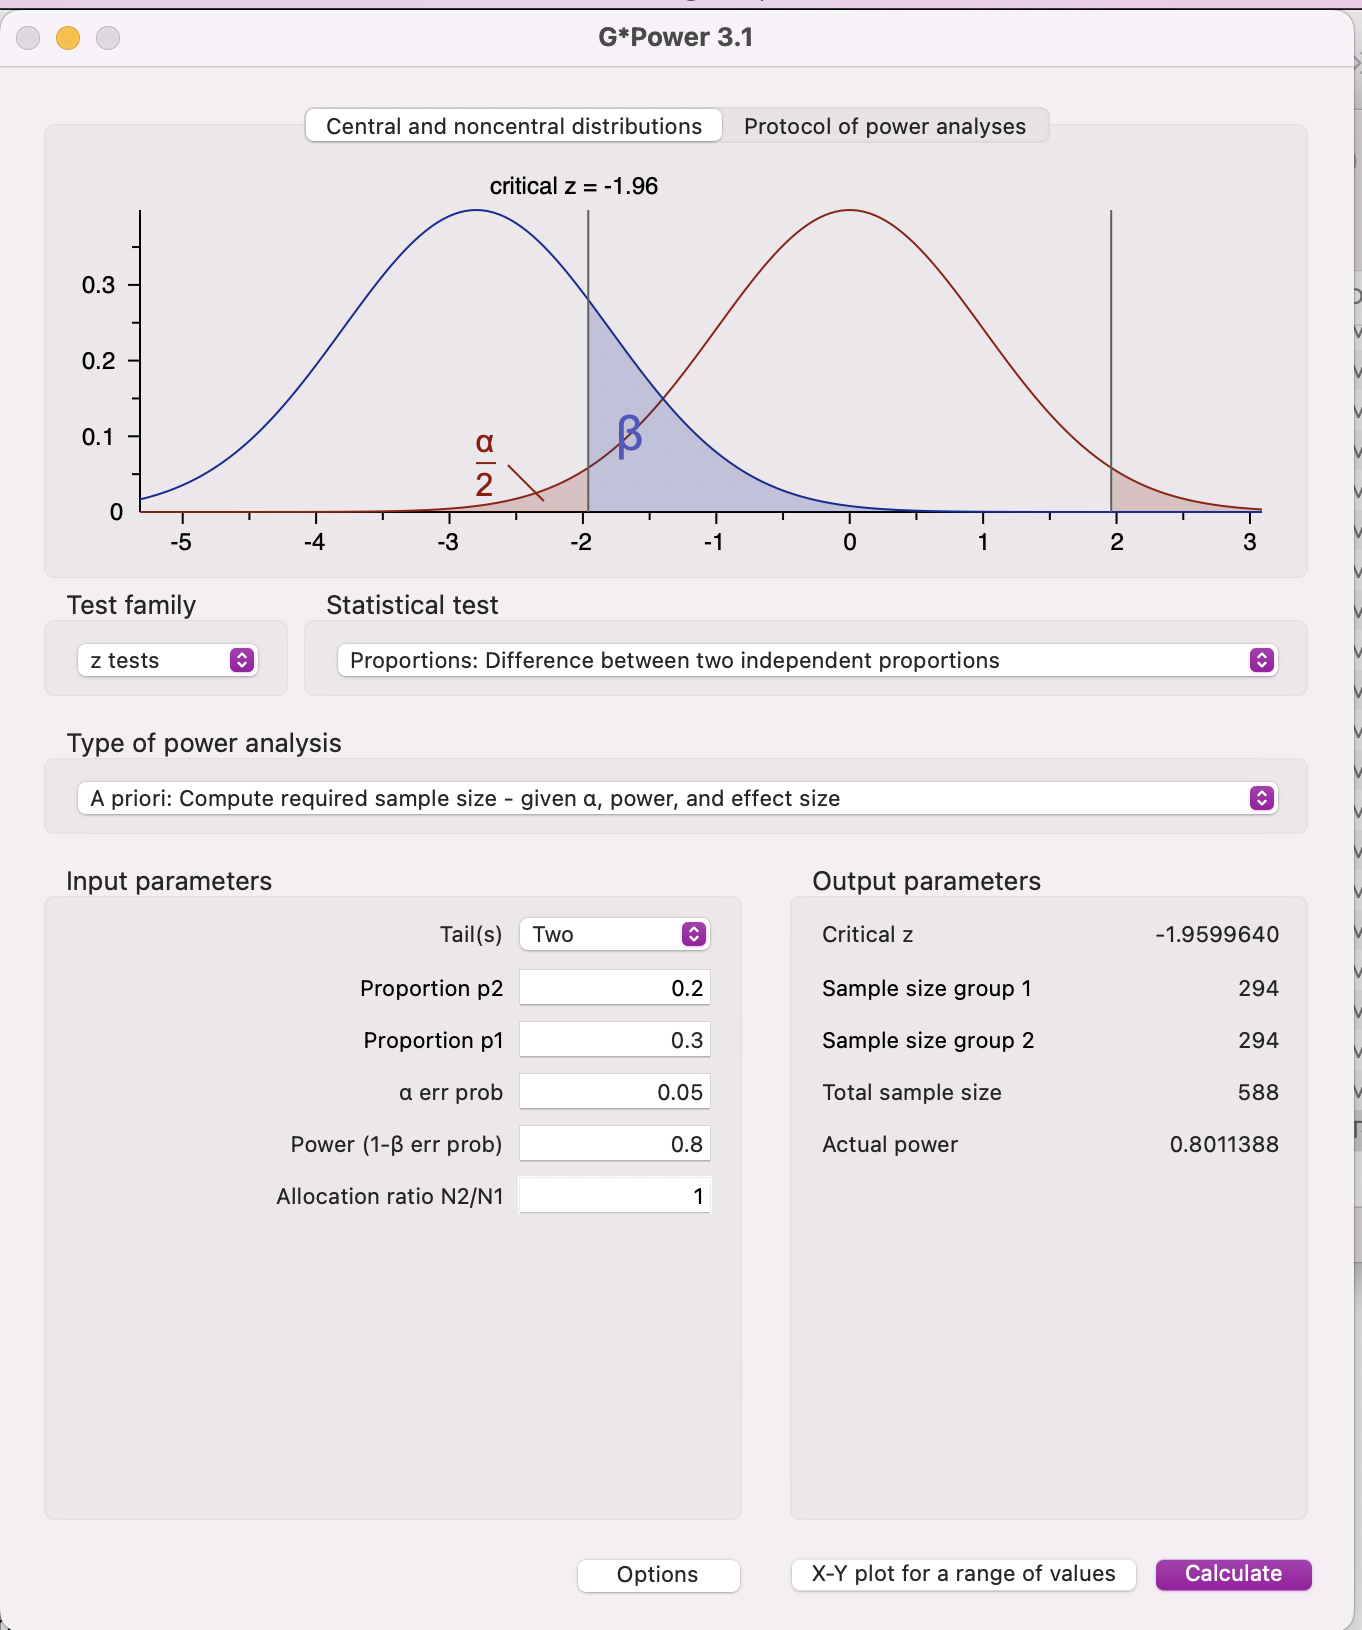 G*Power 3.1
Central and noncentral distributions Protocol of power analyses
critical z = -1.96
0.3
0.2
0.1
0
α
2
β
-5 -4 -3 -2 -1 0 1 2 3
Test family Statistical test
z tests Proportions: Difference between two independent proportions
Type of power analysis
A priori: Compute required sample size - given α, power, and effect size
Input parameters Output parameters
Tail(s) Two Critical z -1.9599640
Proportion p2 0.2 Sample size group 1 294
Proportion p1 0.3 Sample size group 2 294
α err prob 0.05 Total sample size 588
Power (1-β err prob) 0.8 Actual power 0.8011388
Allocation ratio N2/N1 1
Options X-Y plot for a range of values Calculate